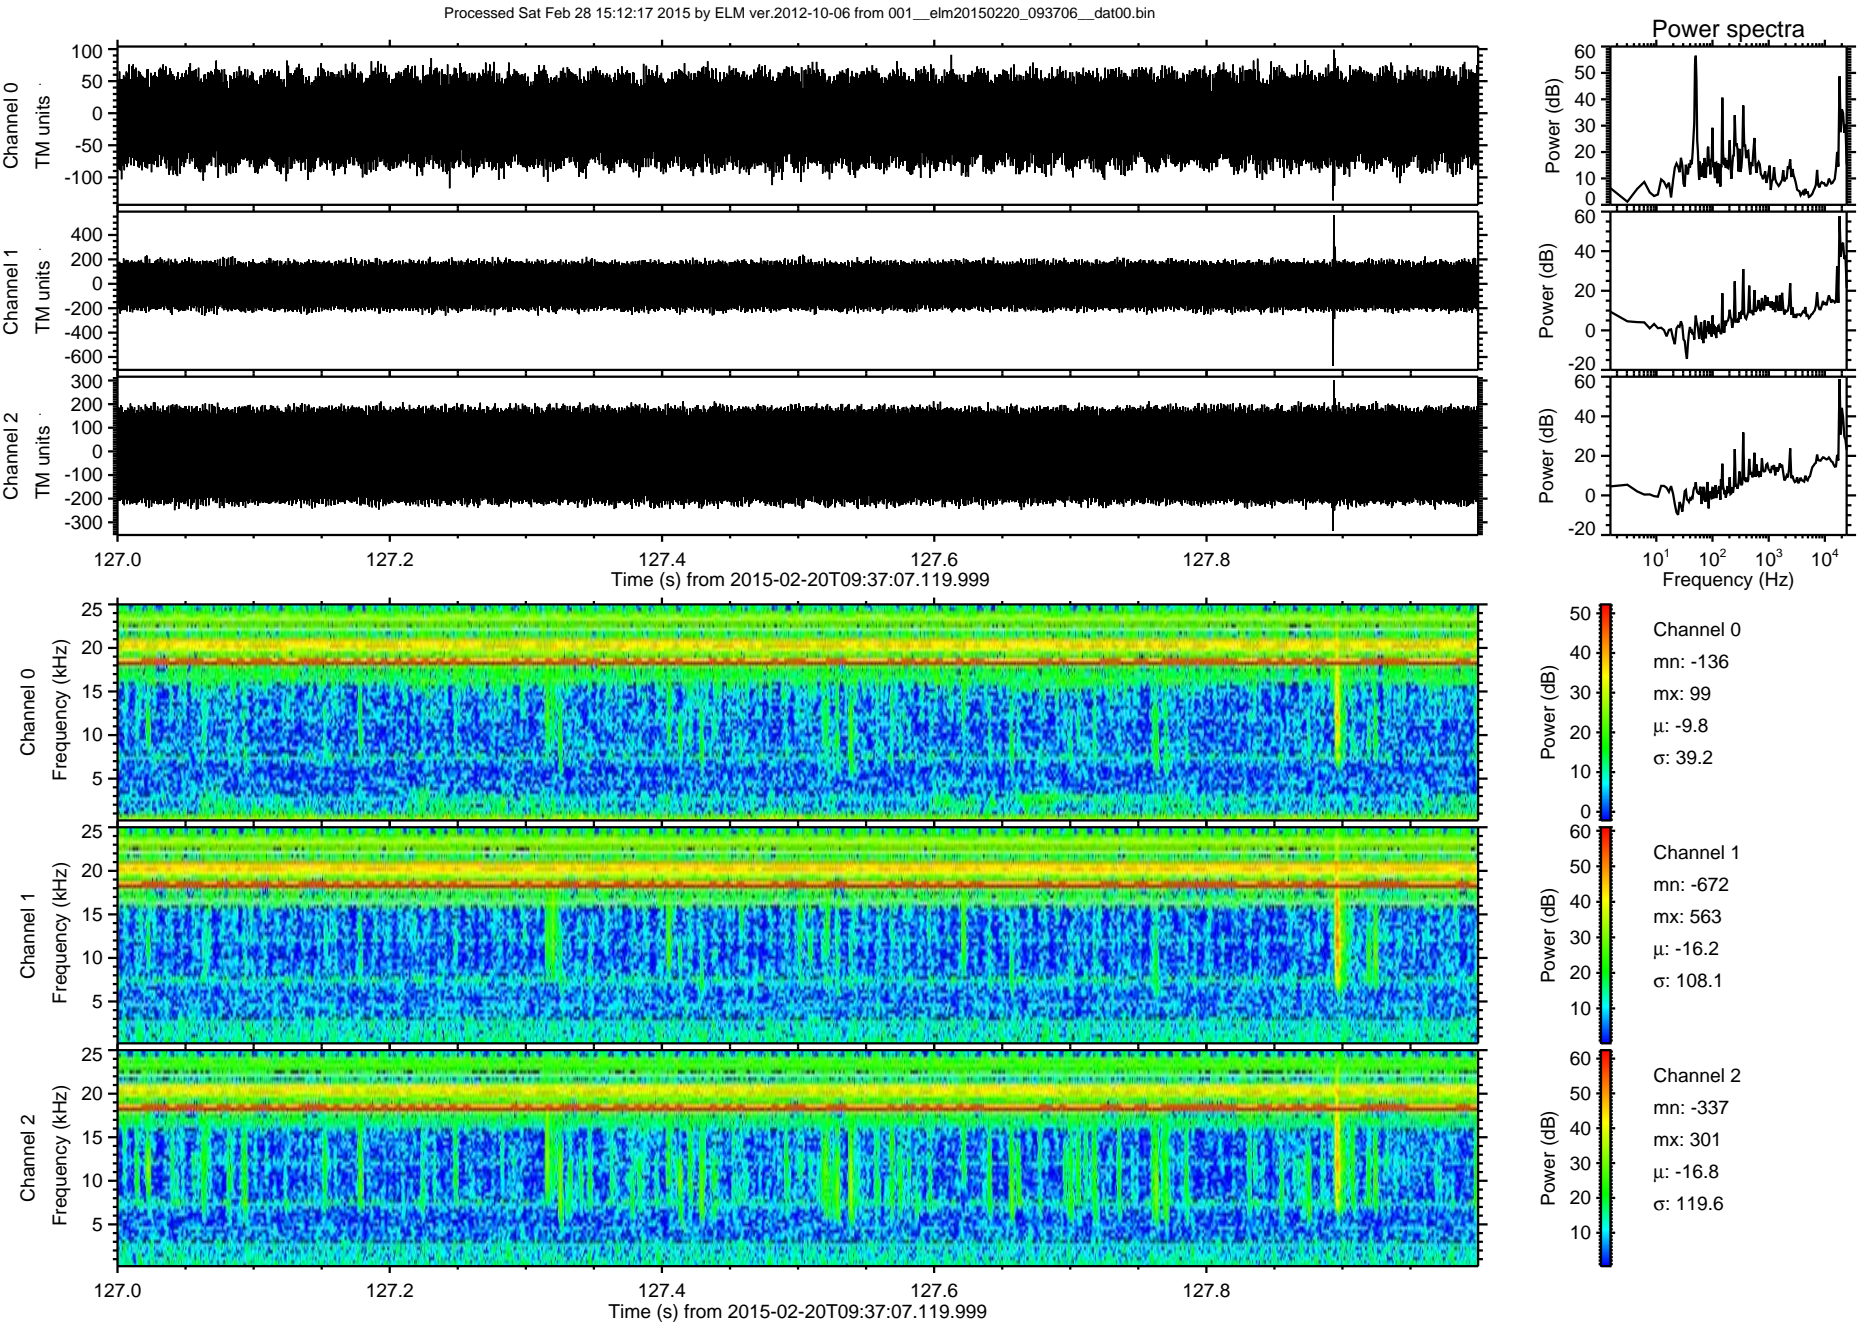 Processed Sat Feb 28 15:12:17 2015 by ELM ver.2012-10-06 from 001__elm20150220_093706__dat00.bin
Power spectra
Channel 0
TM units
100
50
0
-50
-100
Power (dB)
60
50
40
30
20
10
0
Channel 1
TM units
400
200
0
-200
-400
-600
Power (dB)
60
40
20
0
-20
Channel 2
TM units
300
200
100
0
-100
-200
-300
Power (dB)
60
40
20
0
-20
127.0 127.2 127.4 127.6 127.8
Time (s) from 2015-02-20T09:37:07.119.999
10¹ 10² 10³ 10⁴
Frequency (Hz)
Channel 0
Frequency (kHz)
25
20
15
10
5
Power (dB)
50
40
30
20
10
0
Channel 0
mn: -136
mx: 99
µ: -9.8
σ: 39.2
Channel 1
Frequency (kHz)
25
20
15
10
5
Power (dB)
60
50
40
30
20
10
Channel 1
mn: -672
mx: 563
µ: -16.2
σ: 108.1
Channel 2
Frequency (kHz)
25
20
15
10
5
Power (dB)
60
50
40
30
20
10
Channel 2
mn: -337
mx: 301
µ: -16.8
σ: 119.6
127.0 127.2 127.4 127.6 127.8
Time (s) from 2015-02-20T09:37:07.119.999